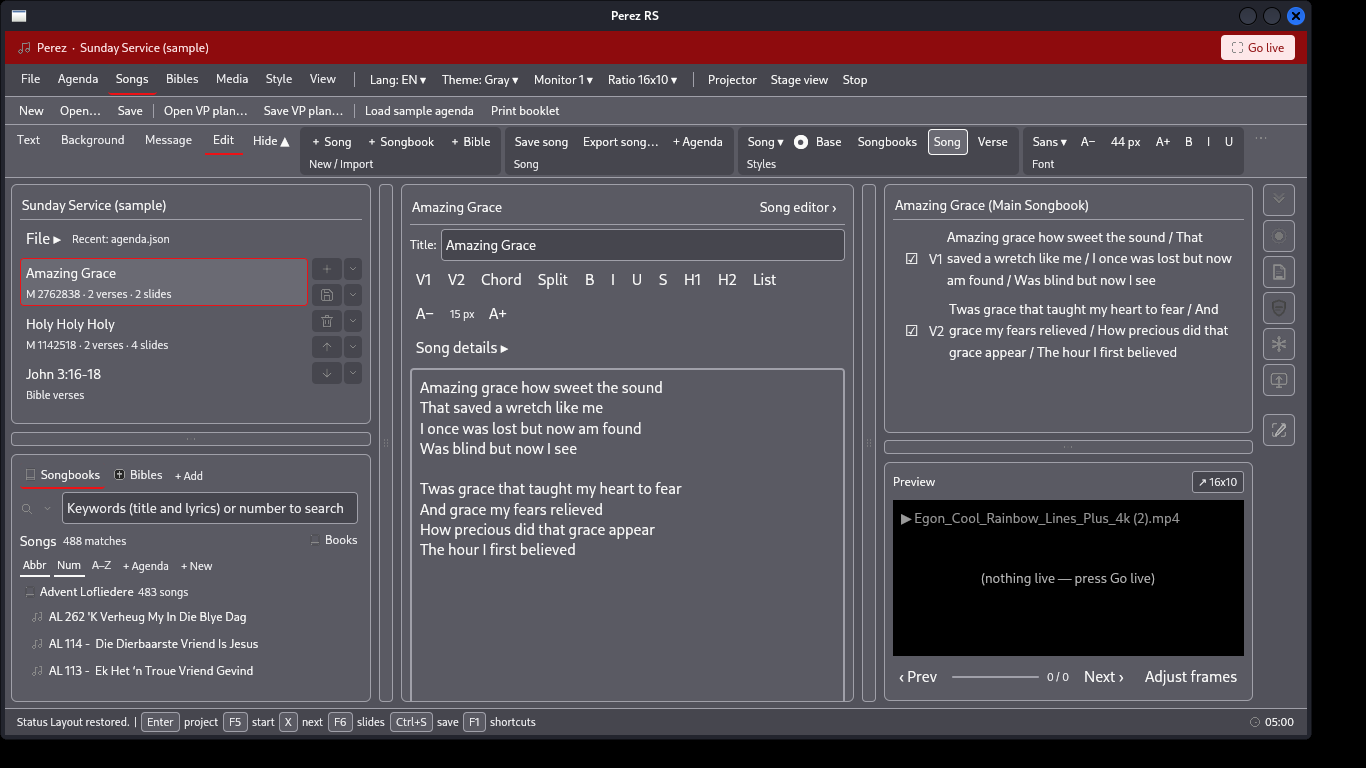 Perez RS
Perez · Sunday Service (sample)
Go live
File Agenda Songs Bibles Media Style View Lang: EN ▾ Theme: Gray ▾ Monitor 1 ▾ Ratio 16x10 ▾ Projector Stage view Stop
New Open... Save Open VP plan... Save VP plan... Load sample agenda Print booklet
Text Background Message Edit Hide ▲
+ Song + Songbook + Bible
New / Import
Save song Export song... + Agenda
Song
Song ▾ Base Songbooks Song Verse
Styles
Sans ▾ A− 44 px A+ B I U
Font
Sunday Service (sample)
File ▸ Recent: agenda.json
Amazing Grace
M 2762838 · 2 verses · 2 slides
Holy Holy Holy
M 1142518 · 2 verses · 4 slides
John 3:16-18
Bible verses
Songbooks Bibles + Add
Keywords (title and lyrics) or number to search
Songs 488 matches Books
Abbr Num A–Z + Agenda + New
Advent Lofliedere 483 songs
AL 262 'K Verheug My In Die Blye Dag
AL 114 - Die Dierbaarste Vriend Is Jesus
AL 113 - Ek Het ’n Troue Vriend Gevind
Amazing Grace Song editor ›
Title: Amazing Grace
V1 V2 Chord Split B I U S H1 H2 List
A− 15 px A+
Song details ▸
Amazing grace how sweet the sound
That saved a wretch like me
I once was lost but now am found
Was blind but now I see
Twas grace that taught my heart to fear
And grace my fears relieved
How precious did that grace appear
The hour I first believed
Amazing Grace (Main Songbook)
Amazing grace how sweet the sound / That
V1 saved a wretch like me / I once was lost but now
am found / Was blind but now I see
Twas grace that taught my heart to fear / And
V2 grace my fears relieved / How precious did that
grace appear / The hour I first believed
Preview ↗ 16x10
▶ Egon_Cool_Rainbow_Lines_Plus_4k (2).mp4
(nothing live — press Go live)
‹ Prev 0 / 0 Next › Adjust frames
Status Layout restored. | Enter project F5 start X next F6 slides Ctrl+S save F1 shortcuts 05:00